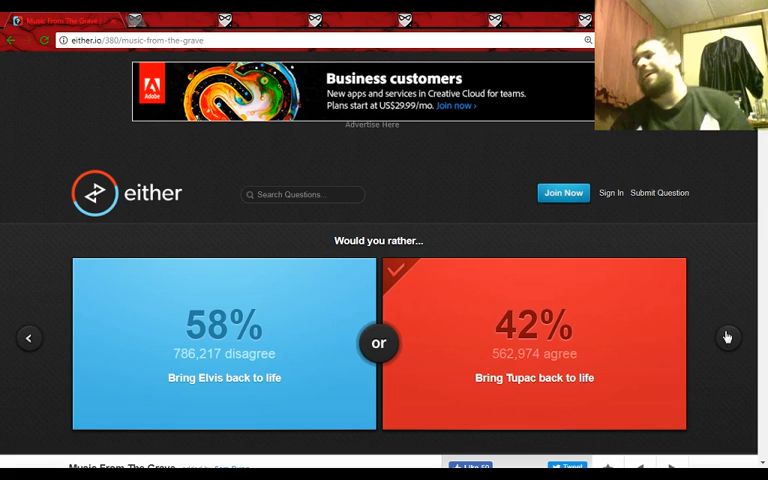 Music From The Grave
either.io/380/music-from-the-grave
Business customers
New apps and services in Creative Cloud for teams.
Plans start at US$29.99/mo. Join now ›
Adobe
Advertise Here
either
Search Questions...
Join Now
Sign In
Submit Question
Would you rather...
58%
786,217 disagree
Bring Elvis back to life
or
42%
562,974 agree
Bring Tupac back to life
Music From The Grave
Like 50
Tweet